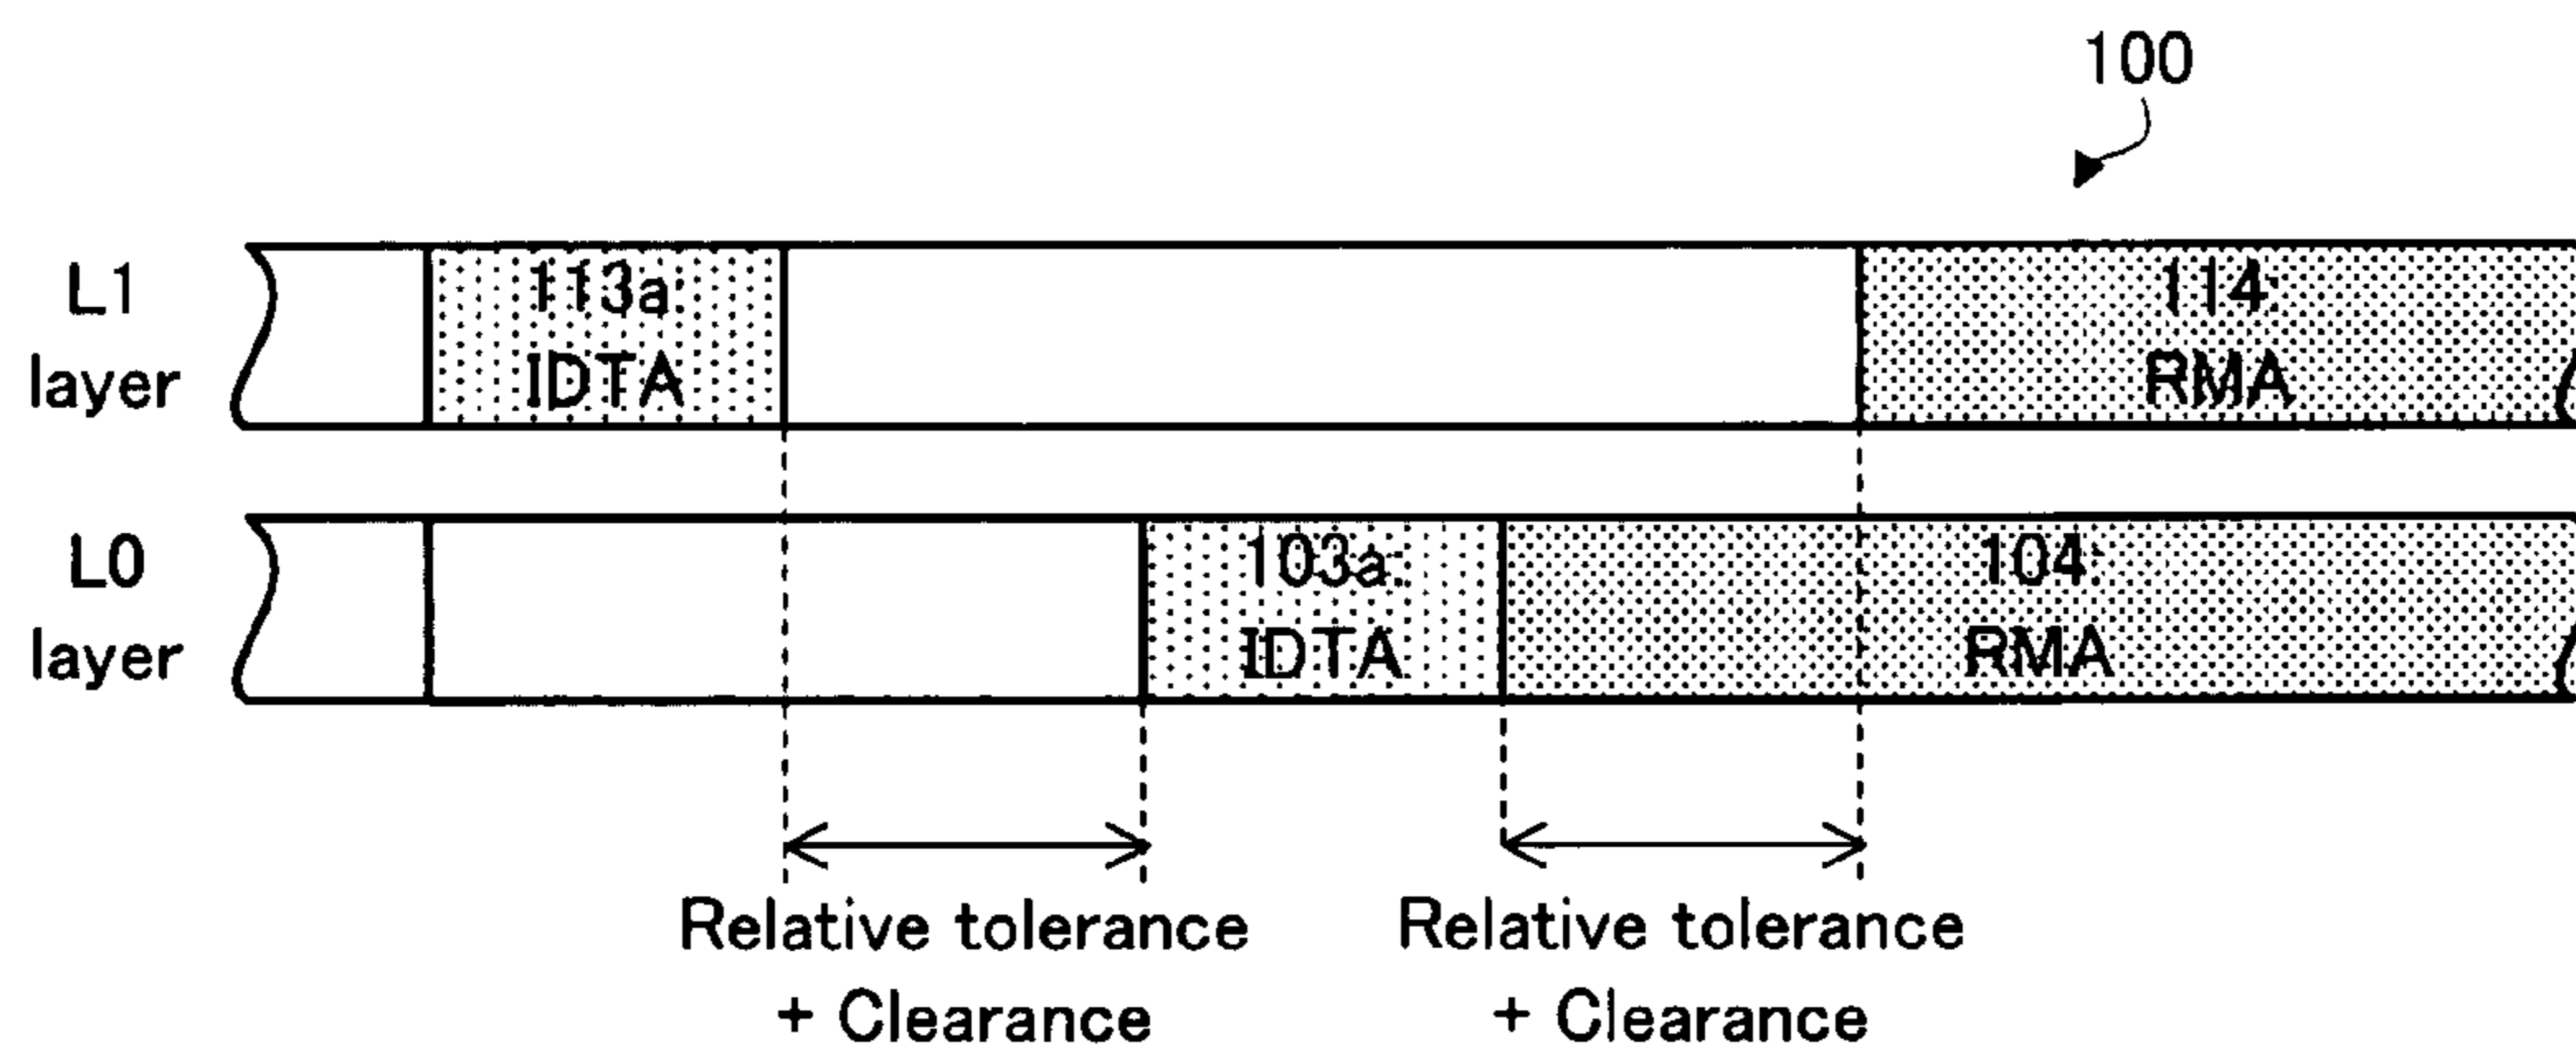 100
L1
layer
113a:
IDTA
114:
RMA
L0
layer
103a:
IDTA
104:
RMA
Relative tolerance
+ Clearance
Relative tolerance
+ Clearance